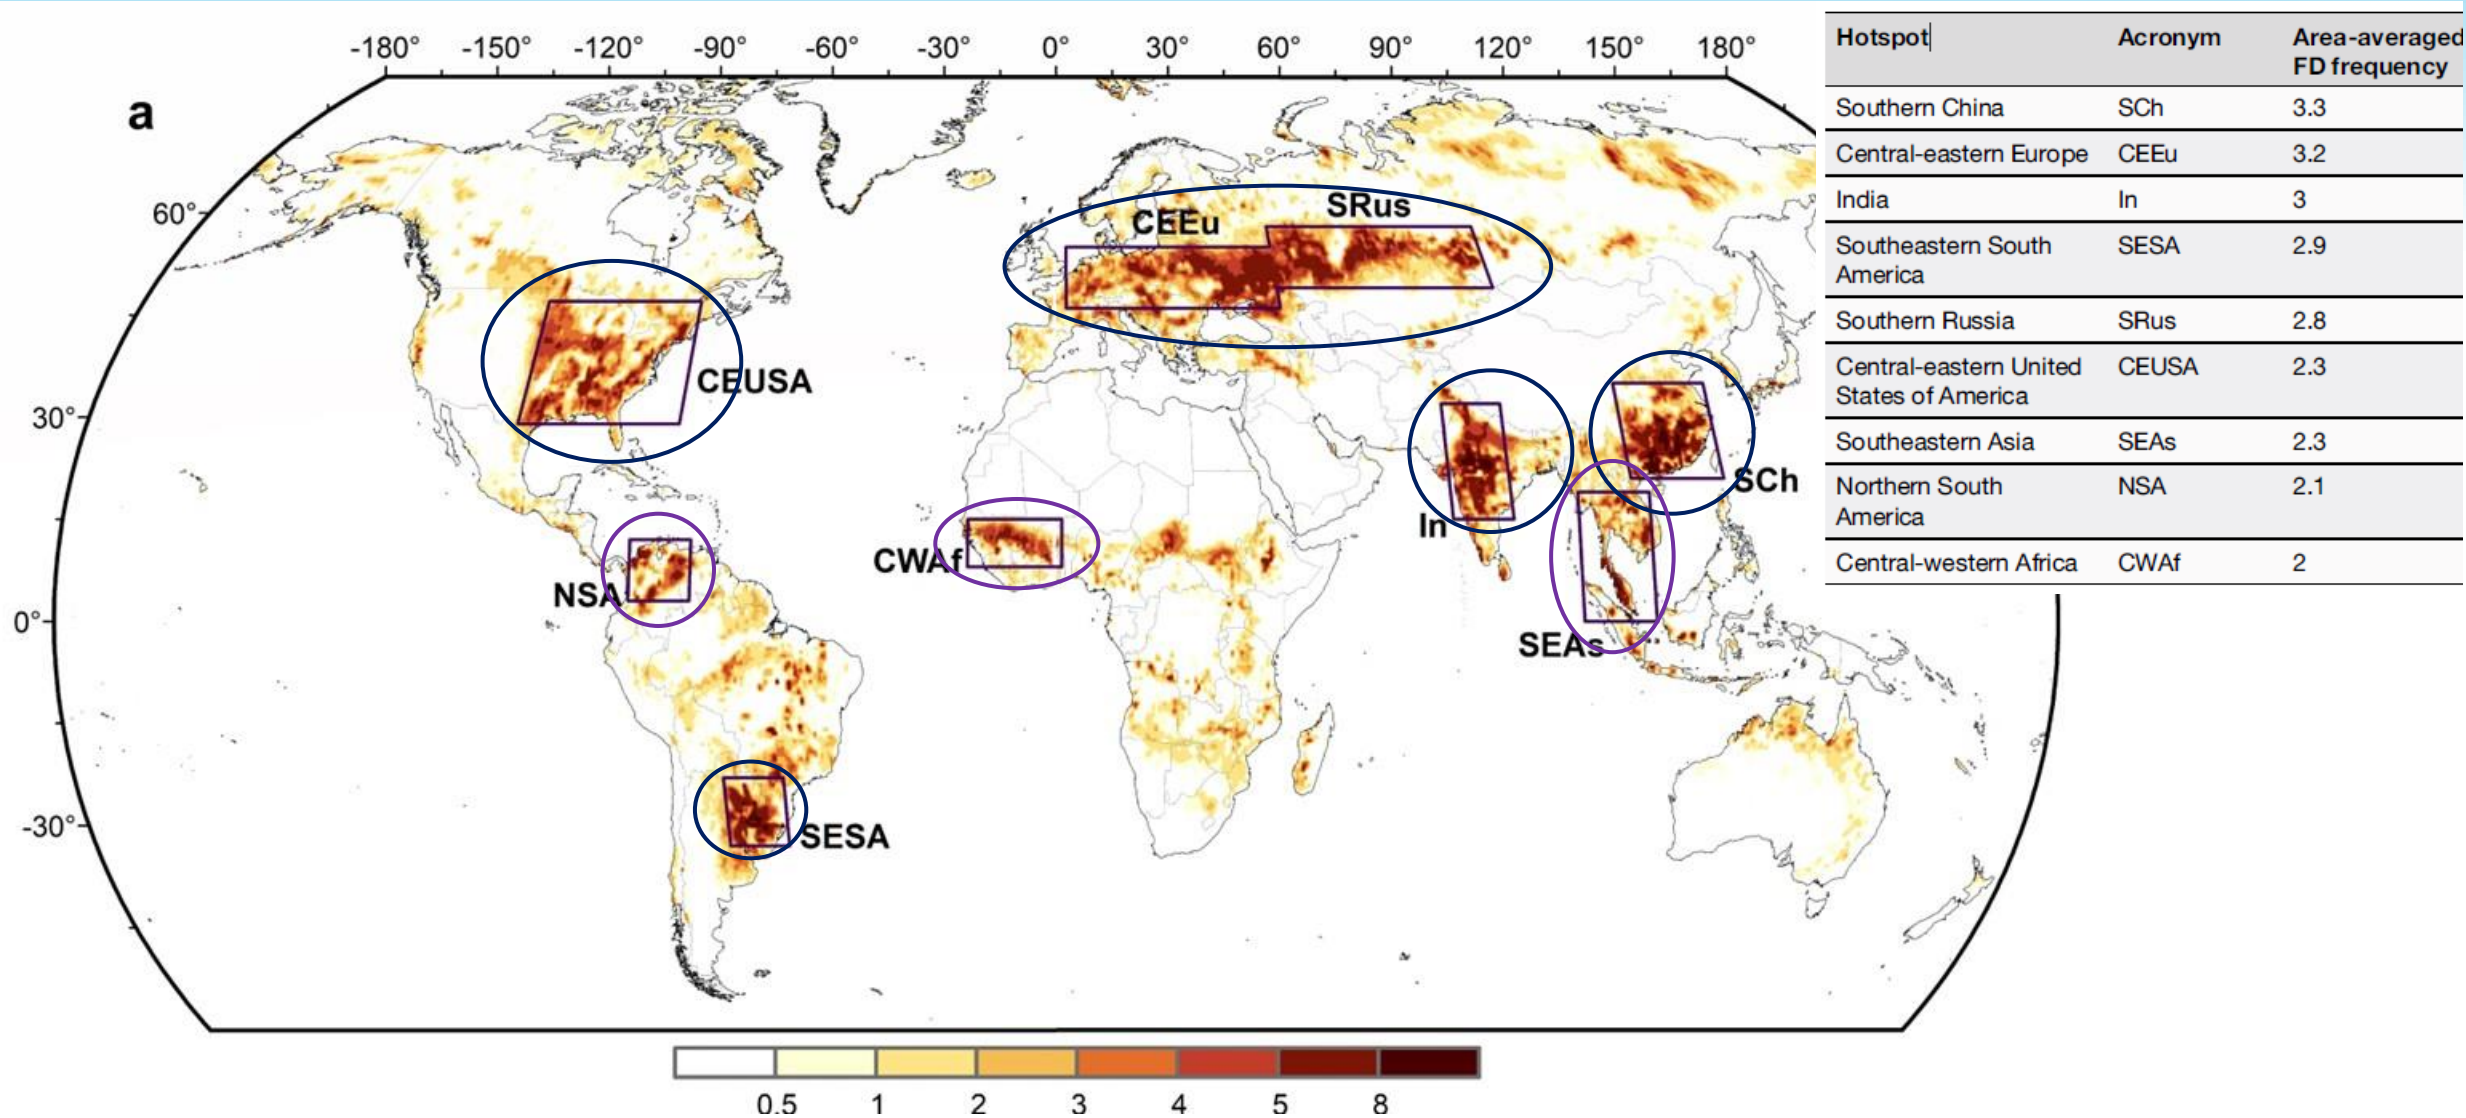 -180° -150° -120° -90° -60° -30° 0° 30° 60° 90° 120° 150° 180°
a
60°
30°
0°
-30°
CEEu
SRus
CEUSA
SCh
In
CWAf
NSA
SEAs
SESA
0.5 1 2 3 4 5 8
Hotspot Acronym Area-averaged
FD frequency
Southern China SCh 3.3
Central-eastern Europe CEEu 3.2
India In 3
Southeastern South SESA 2.9
America
Southern Russia SRus 2.8
Central-eastern United CEUSA 2.3
States of America
Southeastern Asia SEAs 2.3
Northern South NSA 2.1
America
Central-western Africa CWAf 2